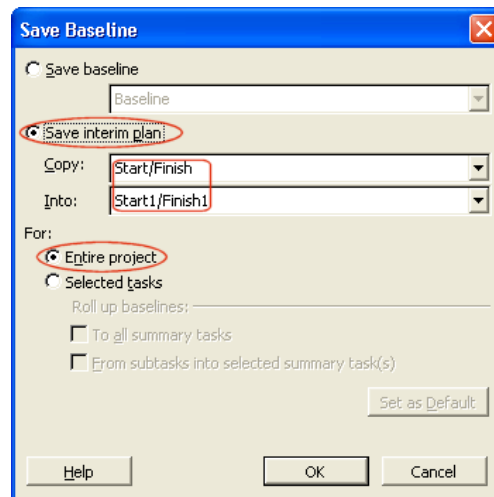 Save Baseline
Save baseline
Baseline
Save interim plan
Copy: Start/Finish
Into: Start1/Finish1
For:
Entire project
Selected tasks
Roll up baselines:
To all summary tasks
From subtasks into selected summary task(s)
Set as Default
Help OK Cancel